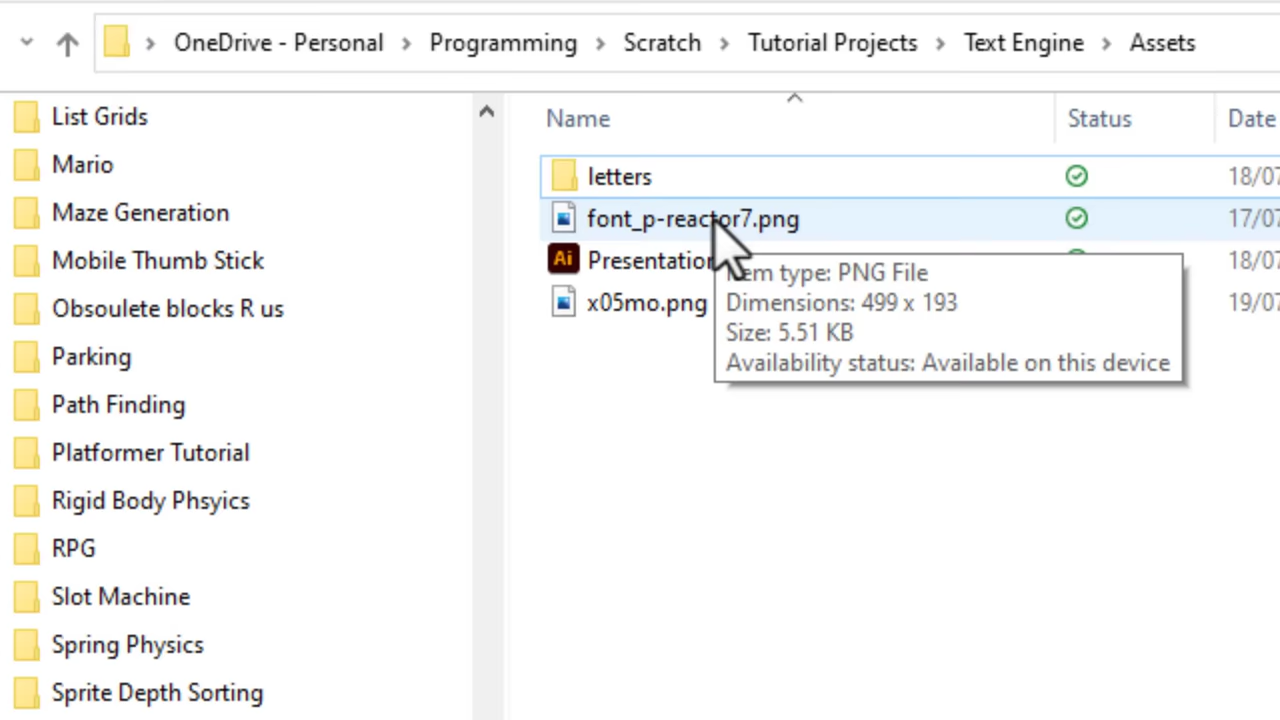 OneDrive - Personal > Programming > Scratch > Tutorial Projects > Text Engine > Assets
List Grids
Mario
Maze Generation
Mobile Thumb Stick
Obsoulete blocks R us
Parking
Path Finding
Platformer Tutorial
Rigid Body Phsyics
RPG
Slot Machine
Spring Physics
Sprite Depth Sorting
Name Status Date
letters 18/07
font_p-reactor7.png 17/07
Ai Presentation 18/07
x05mo.png 19/07
Item type: PNG File
Dimensions: 499 x 193
Size: 5.51 KB
Availability status: Available on this device